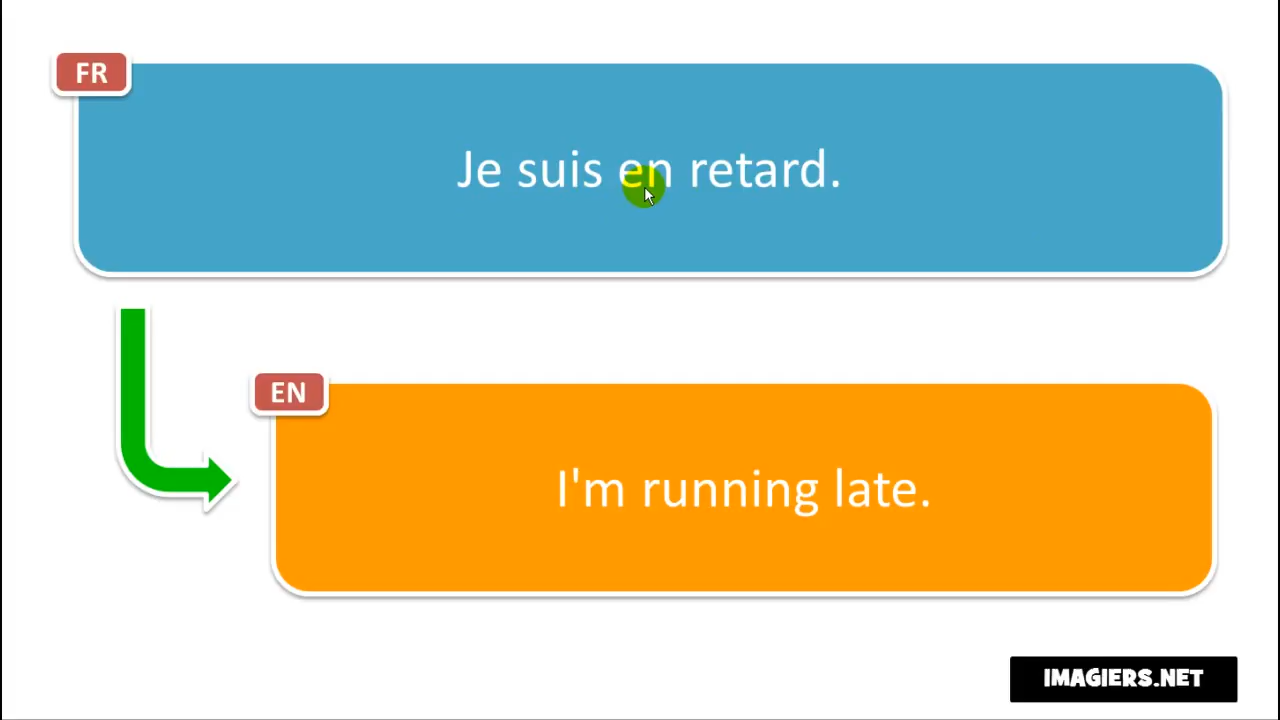 FR
Je suis en retard.
EN
I'm running late.
IMAGIERS.NET